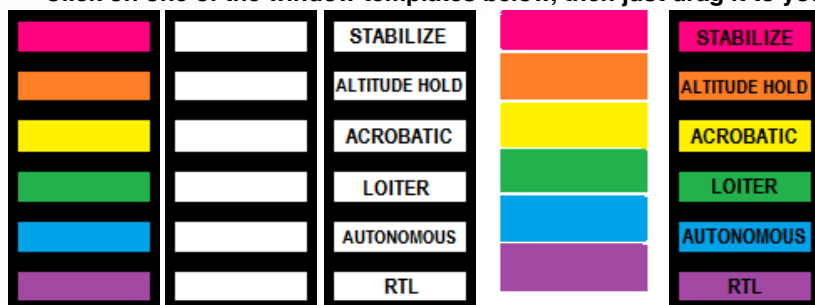 Click on one of the window templates below, then just drag it to yo
STABILIZE
ALTITUDE HOLD
ACROBATIC
LOITER
AUTONOMOUS
RTL
STABILIZE
ALTITUDE HOLD
ACROBATIC
LOITER
AUTONOMOUS
RTL